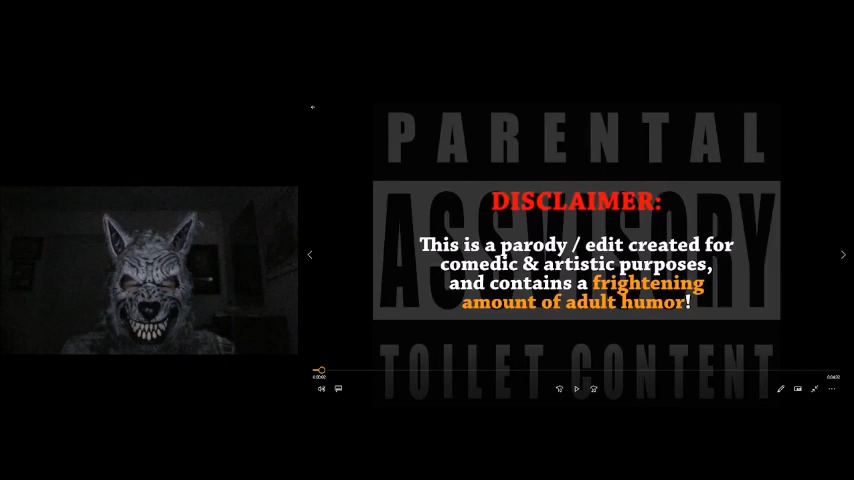 PARENTAL
ASSVISORY
DISCLAIMER:
This is a parody / edit created for
comedic & artistic purposes,
and contains a frightening
amount of adult humor!
TOILET CONTENT